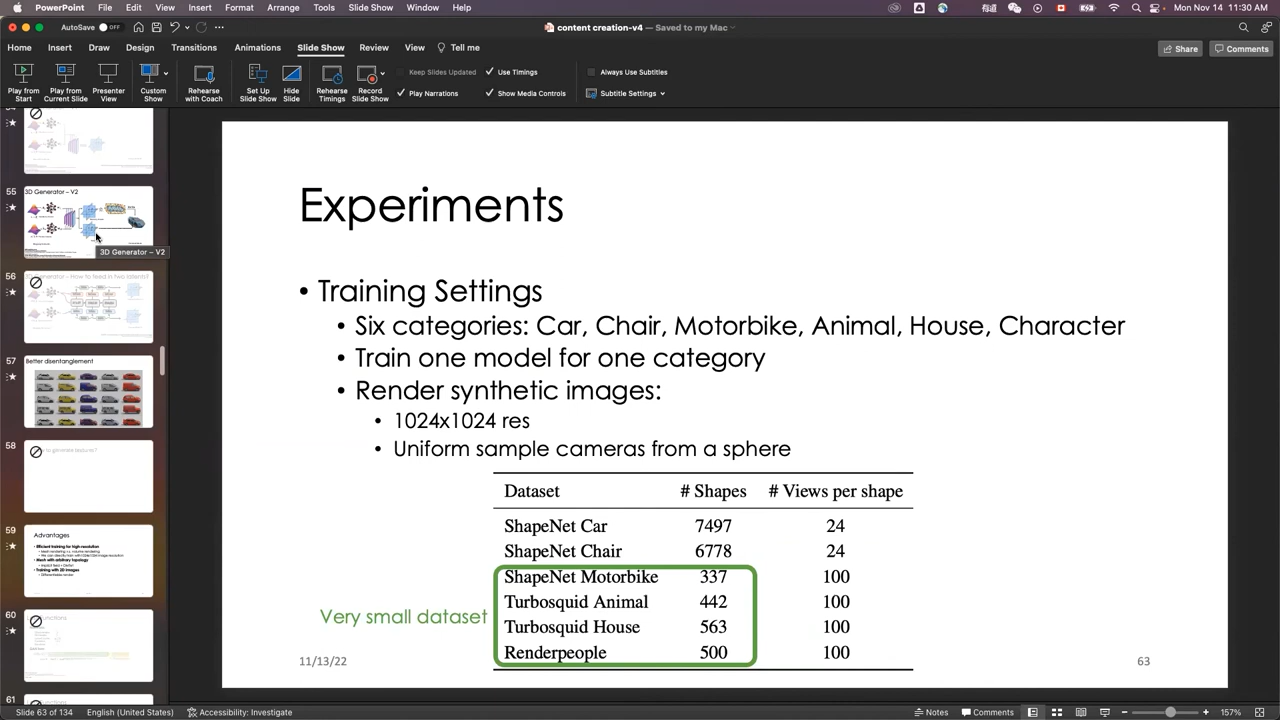 PowerPoint File Edit View Insert Format Arrange Tools Slide Show Window Help
Mon Nov 14 11:30 AM
AutoSave OFF
content creation-v4 — Saved to my Mac
Home Insert Draw Design Transitions Animations Slide Show Review View Tell me
Share Comments
Play from Start
Play from Current Slide
Presenter View
Custom Show
Rehearse with Coach
Set Up Slide Show
Hide Slide
Rehearse Timings
Record Slide Show
Keep Slides Updated
Use Timings
Always Use Subtitles
Play Narrations
Show Media Controls
Subtitle Settings
55
3D Generator – V2
3D Generator – V2
56
57
Better disentanglement
58
59
Advantages
60
61
Experiments
• Training Settings
• Six categories: Car, Chair, Motorbike, Animal, House, Character
• Train one model for one category
• Render synthetic images:
• 1024x1024 res
• Uniform sample cameras from a sphere
Dataset # Shapes # Views per shape
ShapeNet Car 7497 24
ShapeNet Chair 6778 24
ShapeNet Motorbike 337 100
Turbosquid Animal 442 100
Turbosquid House 563 100
Renderpeople 500 100
Very small dataset
11/13/22
63
Slide 63 of 134 English (United States) Accessibility: Investigate
Notes Comments 157%